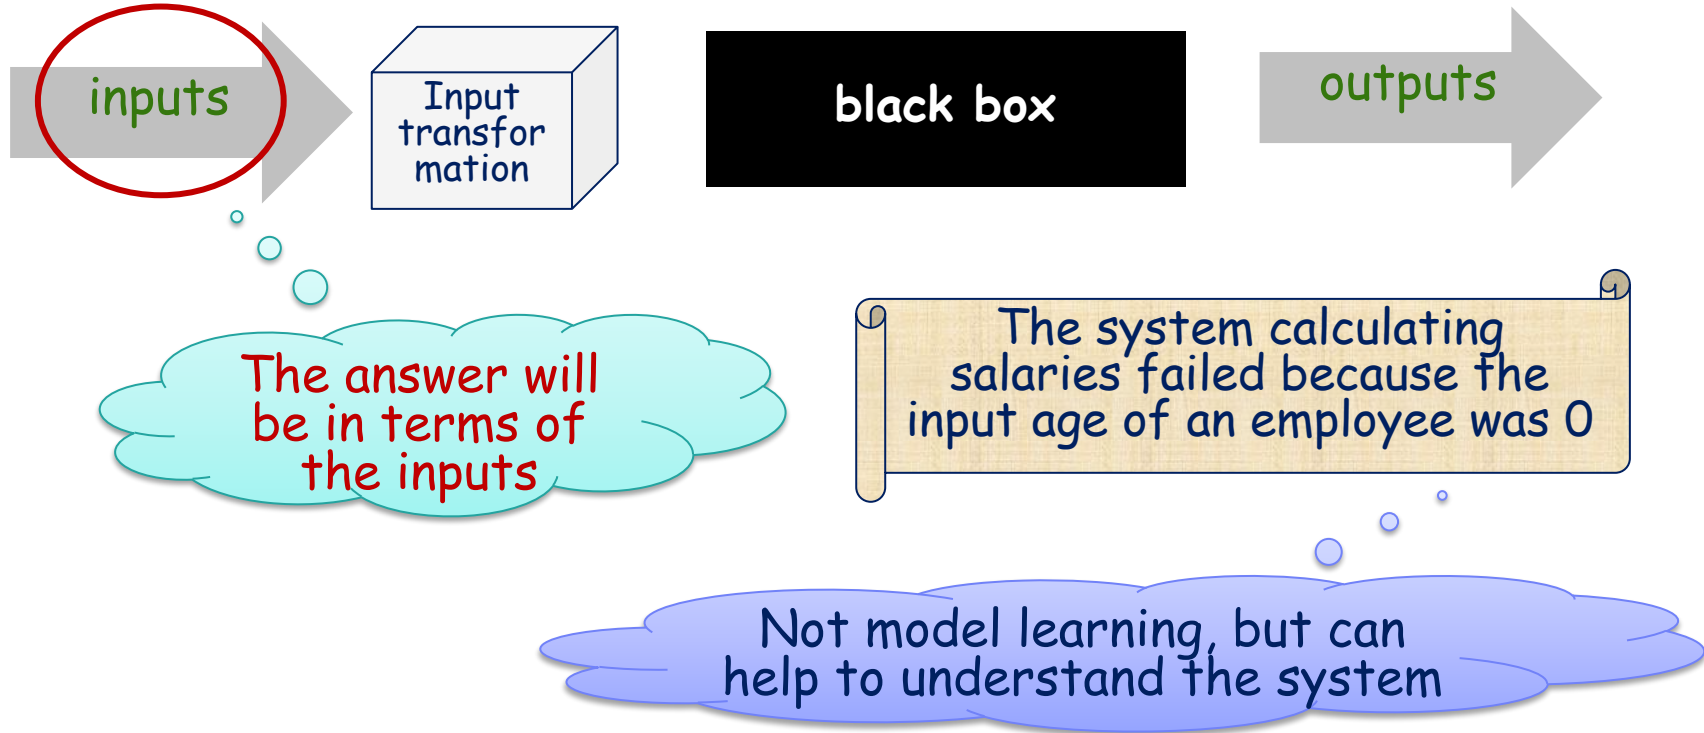 inputs
Input
transfor
mation
black box
outputs
The answer will
be in terms of
the inputs
The system calculating
salaries failed because the
input age of an employee was 0
Not model learning, but can
help to understand the system